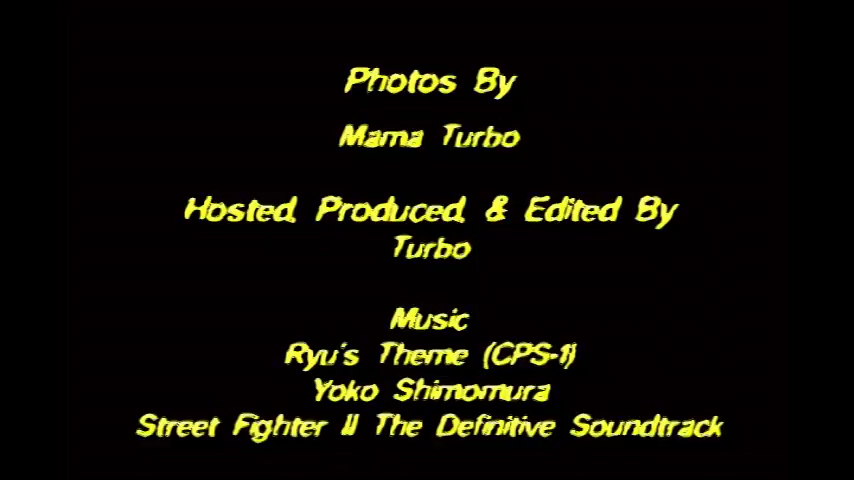 Photos By
Mama Turbo
Hosted, Produced, & Edited By
Turbo
Music
Ryu's Theme (CPS-1)
Yoko Shimomura
Street Fighter II The Definitive Soundtrack